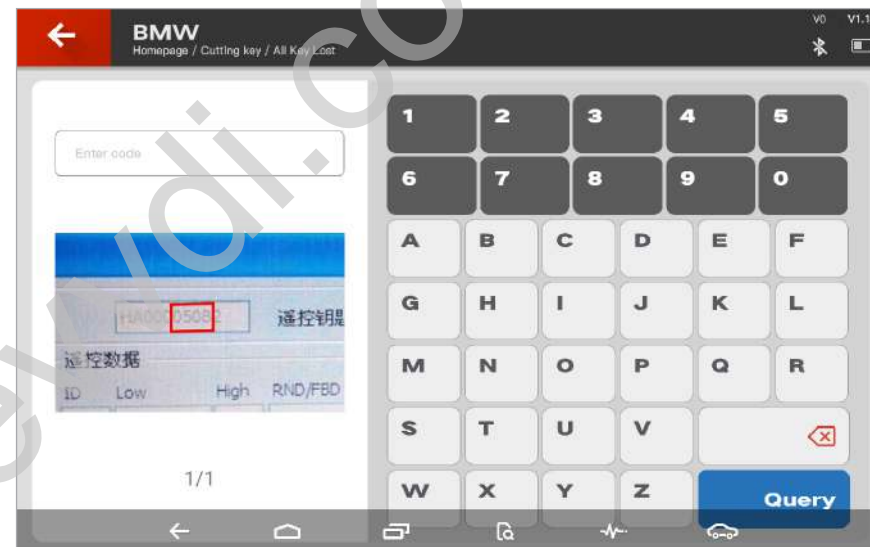 BMW
Homepage / Cutting key / All Key Lost
V0 V1.1
Enter code
1 2 3 4 5
6 7 8 9 0
A B C D E F
G H I J K L
M N O P Q R
S T U V
W X Y Z Query
HA00005082 遥控钥匙
遥控数据
ID Low High RND/FBD
1/1